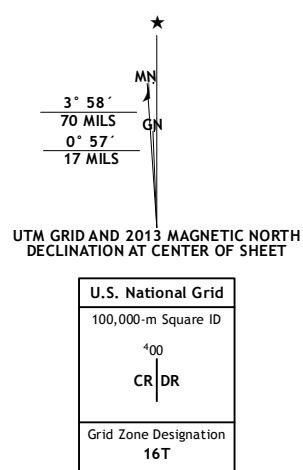 ★
MN
3° 58´
70 MILS
GN
0° 57´
17 MILS
UTM GRID AND 2013 MAGNETIC NORTH
DECLINATION AT CENTER OF SHEET
U.S. National Grid
100,000-m Square ID
⁴00
CR DR
Grid Zone Designation
16T